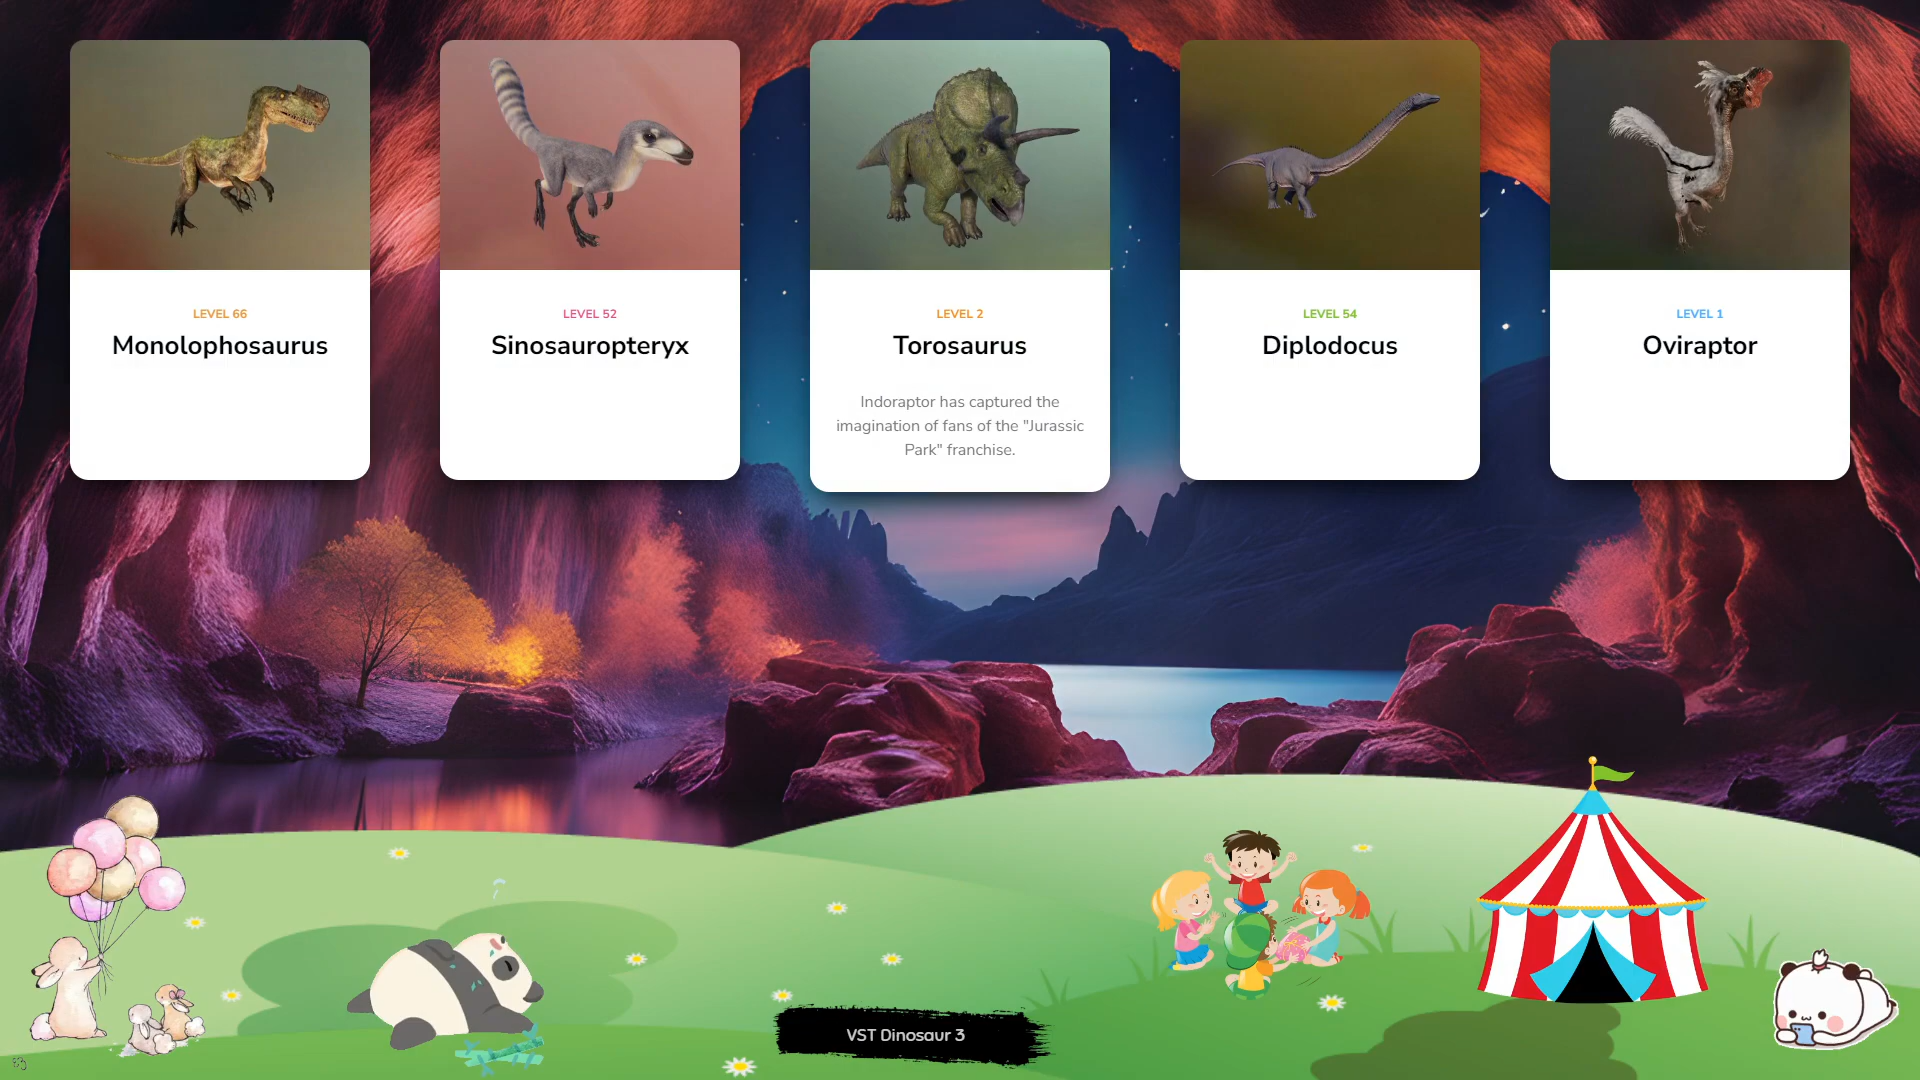 LEVEL 66
Monolophosaurus
LEVEL 52
Sinosauropteryx
LEVEL 2
Torosaurus
Indoraptor has captured the
imagination of fans of the "Jurassic
Park" franchise.
LEVEL 54
Diplodocus
LEVEL 1
Oviraptor
VST Dinosaur 3